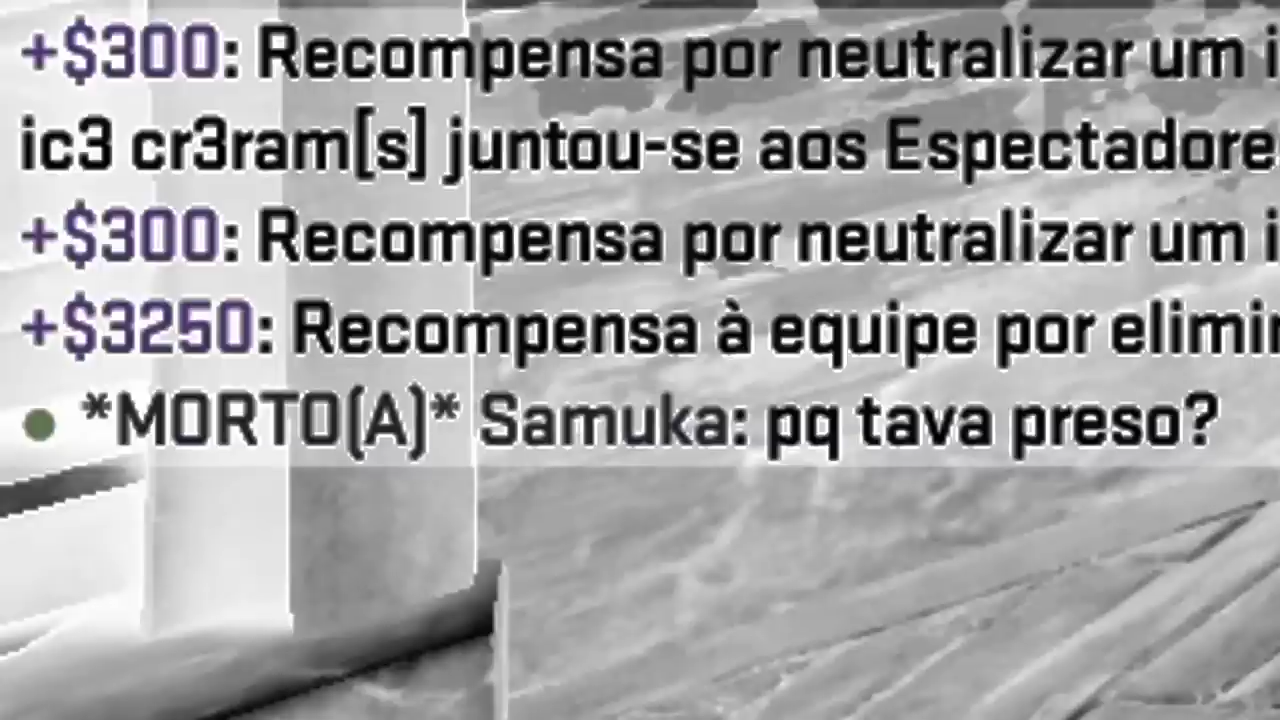 +$300: Recompensa por neutralizar um
ic3 cr3ram[s] juntou-se aos
+$300: Recompensa por neutralizar um
+$3250: Recompensa à equipe por
• *MORTO(A)* Samuka: pq tava preso?